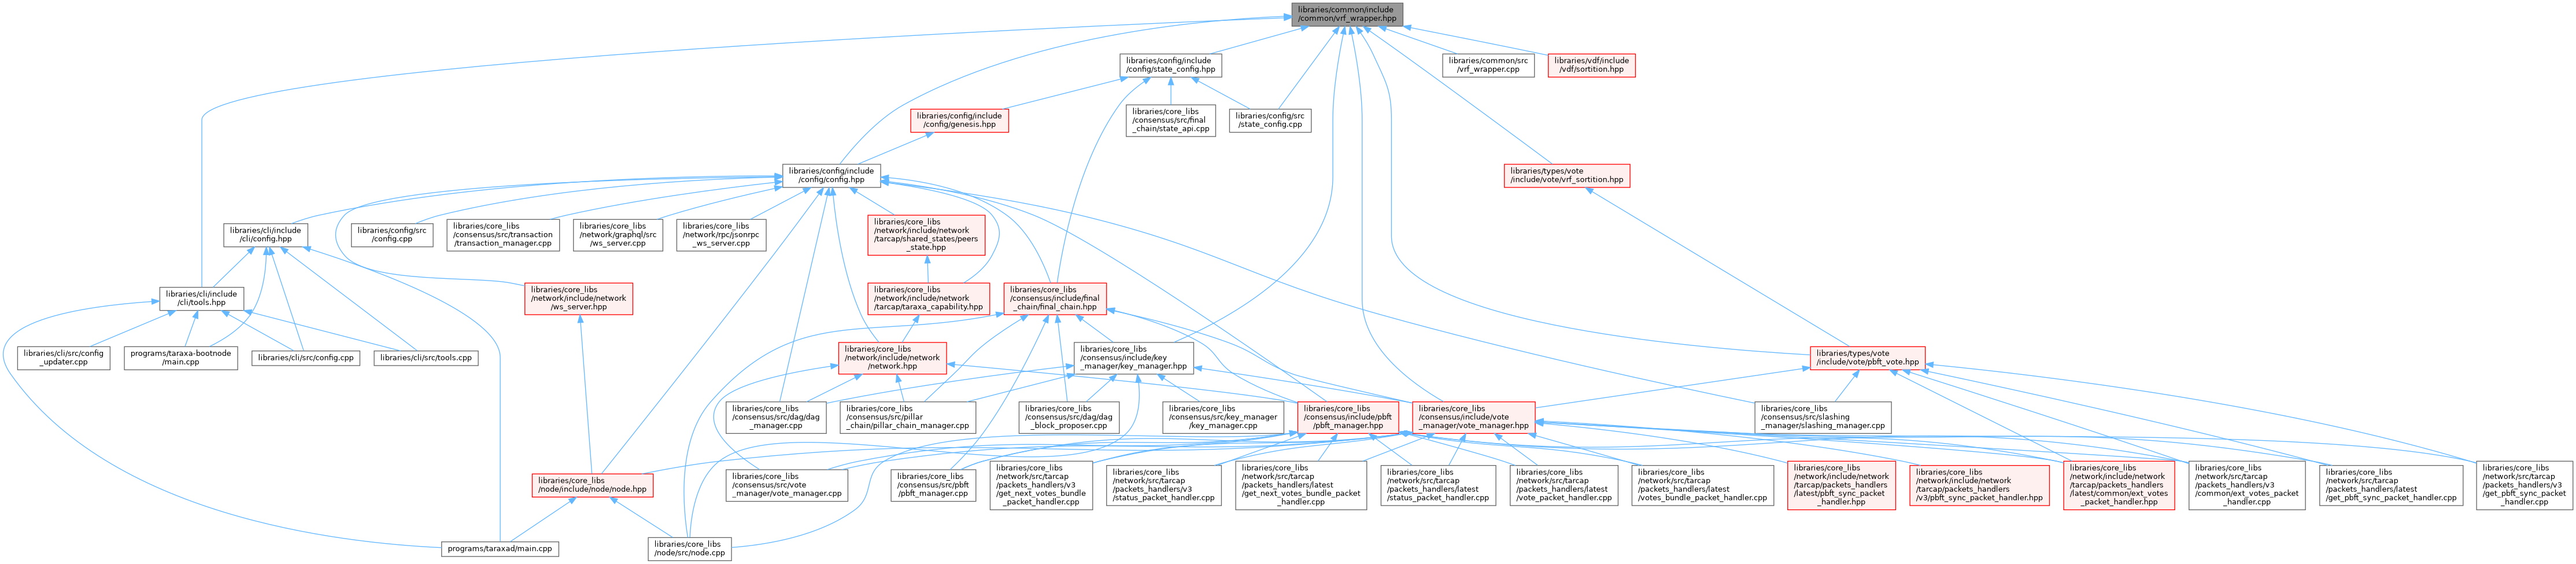 libraries/common/include
/common/vrf_wrapper.hpp
libraries/config/include
/config/state_config.hpp
libraries/common/src
/vrf_wrapper.cpp
libraries/vdf/include
/vdf/sortition.hpp
libraries/config/include
/config/genesis.hpp
libraries/core_libs
/consensus/src/final
_chain/state_api.cpp
libraries/config/src
/state_config.cpp
libraries/config/include
/config/config.hpp
libraries/types/vote
/include/vote/vrf_sortition.hpp
libraries/cli/include
/cli/config.hpp
libraries/config/src
/config.cpp
libraries/core_libs
/consensus/src/transaction
/transaction_manager.cpp
libraries/core_libs
/network/graphql/src
/ws_server.cpp
libraries/core_libs
/network/rpc/jsonrpc
_ws_server.cpp
libraries/core_libs
/network/include/network
/tarcap/shared_states/peers
_state.hpp
libraries/cli/include
/cli/tools.hpp
libraries/core_libs
/network/include/network
/ws_server.hpp
libraries/core_libs
/network/include/network
/tarcap/taraxa_capability.hpp
libraries/core_libs
/consensus/include/final
_chain/final_chain.hpp
libraries/cli/src/config
_updater.cpp
programs/taraxa-bootnode
/main.cpp
libraries/cli/src/config.cpp
libraries/cli/src/tools.cpp
libraries/core_libs
/network/include/network
/network.hpp
libraries/core_libs
/consensus/include/key
_manager/key_manager.hpp
libraries/types/vote
/include/vote/pbft_vote.hpp
libraries/core_libs
/consensus/src/dag/dag
_manager.cpp
libraries/core_libs
/consensus/src/pillar
_chain/pillar_chain_manager.cpp
libraries/core_libs
/consensus/src/dag/dag
_block_proposer.cpp
libraries/core_libs
/consensus/src/key_manager
/key_manager.cpp
libraries/core_libs
/consensus/include/pbft
/pbft_manager.hpp
libraries/core_libs
/consensus/include/vote
_manager/vote_manager.hpp
libraries/core_libs
/consensus/src/slashing
_manager/slashing_manager.cpp
libraries/core_libs
/node/include/node/node.hpp
libraries/core_libs
/consensus/src/vote
_manager/vote_manager.cpp
libraries/core_libs
/consensus/src/pbft
/pbft_manager.cpp
libraries/core_libs
/network/src/tarcap
/packets_handlers/v3
/get_next_votes_bundle
_packet_handler.cpp
libraries/core_libs
/network/src/tarcap
/packets_handlers/v3
/status_packet_handler.cpp
libraries/core_libs
/network/src/tarcap
/packets_handlers/latest
/get_next_votes_bundle_packet
_handler.cpp
libraries/core_libs
/network/src/tarcap
/packets_handlers/latest
/status_packet_handler.cpp
libraries/core_libs
/network/src/tarcap
/packets_handlers/latest
/vote_packet_handler.cpp
libraries/core_libs
/network/src/tarcap
/packets_handlers/latest
/votes_bundle_packet_handler.cpp
libraries/core_libs
/network/include/network
/tarcap/packets_handlers
/latest/pbft_sync_packet
_handler.hpp
libraries/core_libs
/network/include/network
/tarcap/packets_handlers
/v3/pbft_sync_packet_handler.hpp
libraries/core_libs
/network/include/network
/tarcap/packets_handlers
/latest/common/ext_votes
_packet_handler.hpp
libraries/core_libs
/network/src/tarcap
/packets_handlers/v3
/common/ext_votes_packet
_handler.cpp
libraries/core_libs
/network/src/tarcap
/packets_handlers/latest
/get_pbft_sync_packet_handler.cpp
libraries/core_libs
/network/src/tarcap
/packets_handlers/v3
/get_pbft_sync_packet
_handler.cpp
programs/taraxad/main.cpp
libraries/core_libs
/node/src/node.cpp